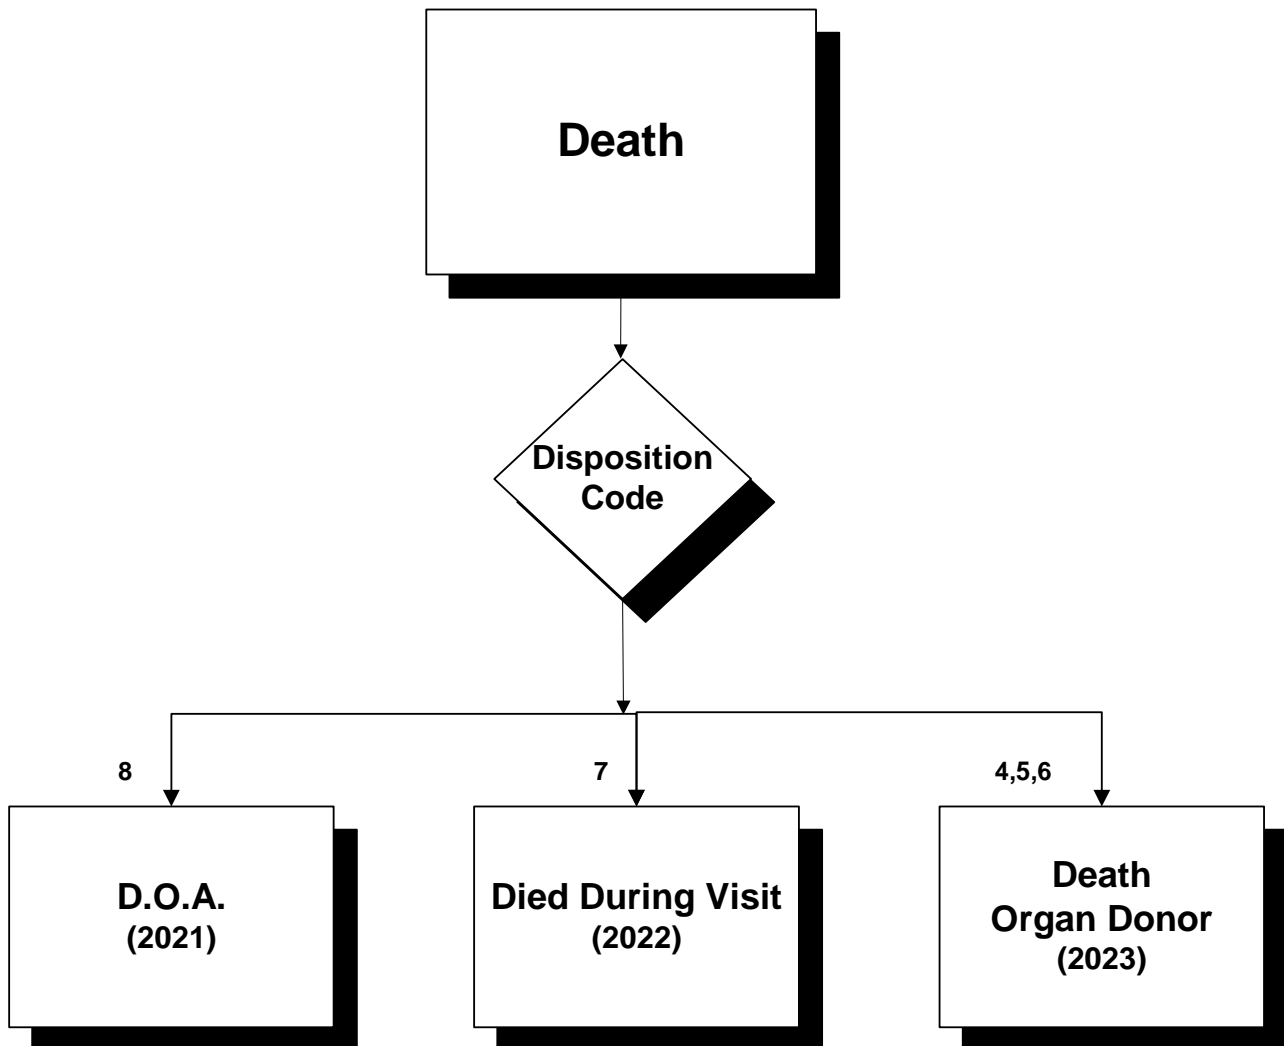 Death
Disposition
Code
8
7
4,5,6
D.O.A.
(2021)
Died During Visit
(2022)
Death
Organ Donor
(2023)